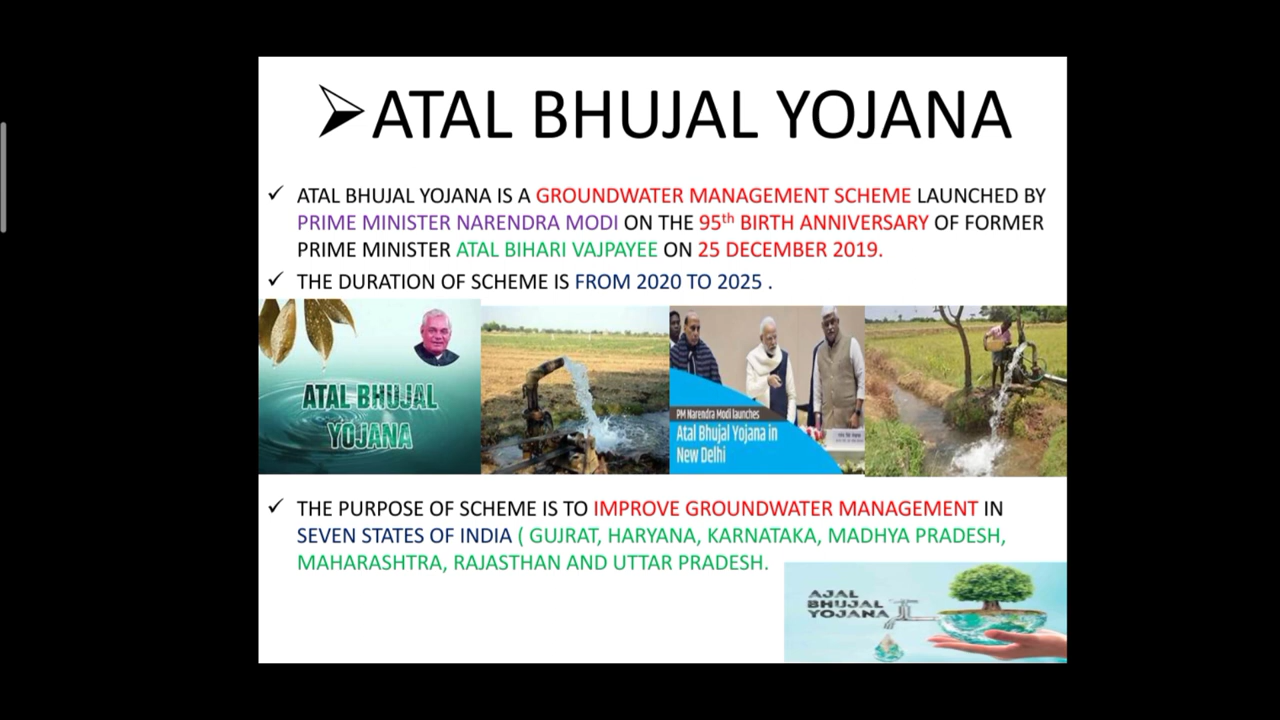 ATAL BHUJAL YOJANA
ATAL BHUJAL YOJANA IS A GROUNDWATER MANAGEMENT SCHEME LAUNCHED BY
PRIME MINISTER NARENDRA MODI ON THE 95th BIRTH ANNIVERSARY OF FORMER
PRIME MINISTER ATAL BIHARI VAJPAYEE ON 25 DECEMBER 2019.
THE DURATION OF SCHEME IS FROM 2020 TO 2025 .
ATAL BHUJAL
YOJANA
PM Narendra Modi launches
Atal Bhujal Yojana in
New Delhi
THE PURPOSE OF SCHEME IS TO IMPROVE GROUNDWATER MANAGEMENT IN
SEVEN STATES OF INDIA ( GUJRAT, HARYANA, KARNATAKA, MADHYA PRADESH,
MAHARASHTRA, RAJASTHAN AND UTTAR PRADESH.
AJAL
BHUJAL
YOJANA